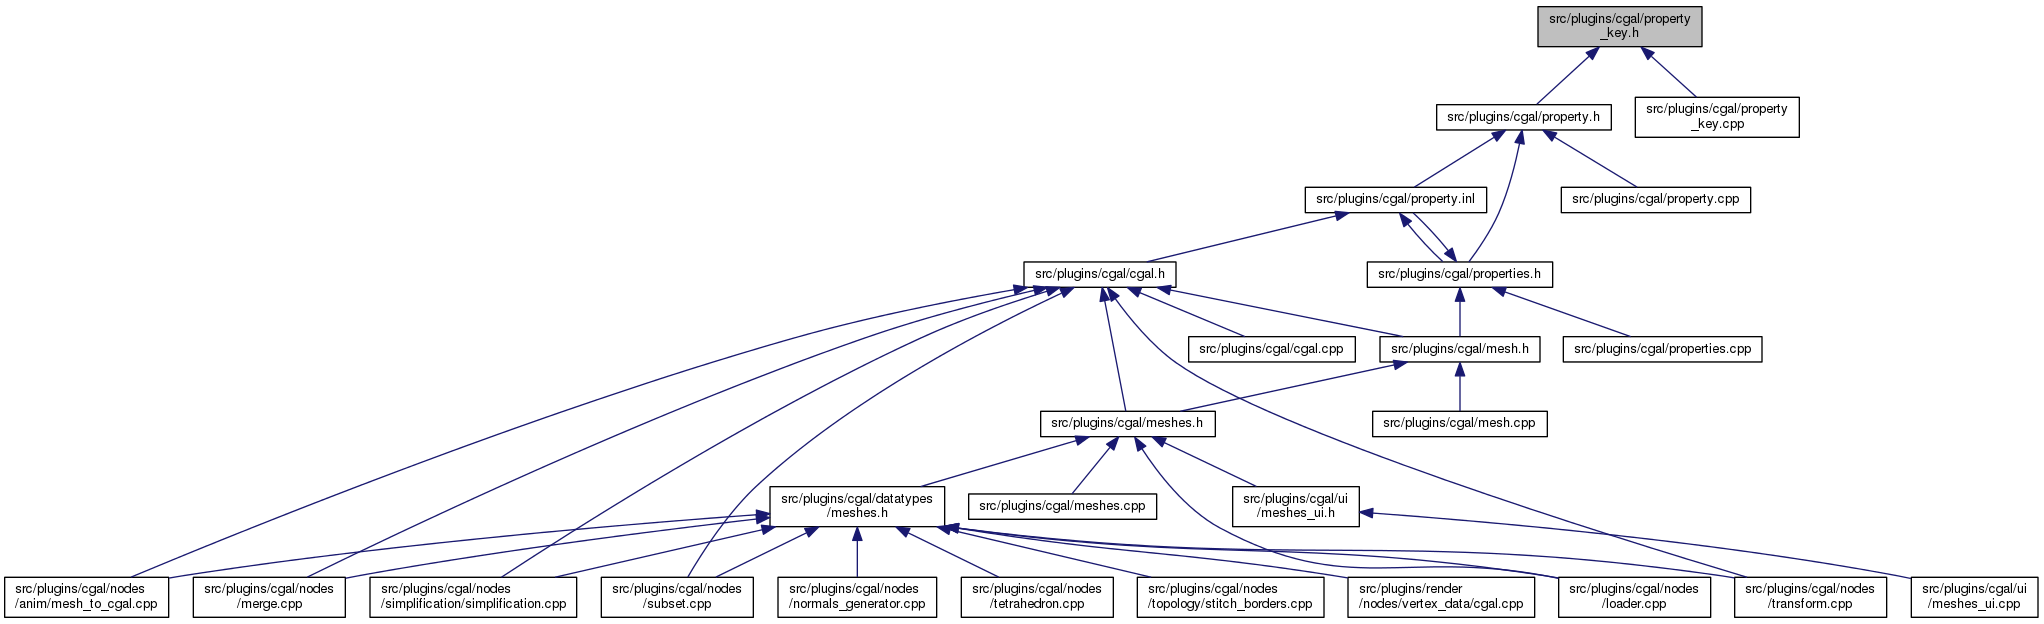 src/plugins/cgal/property
_key.h
src/plugins/cgal/property.h
src/plugins/cgal/property
_key.cpp
src/plugins/cgal/property.inl
src/plugins/cgal/property.cpp
src/plugins/cgal/cgal.h
src/plugins/cgal/properties.h
src/plugins/cgal/cgal.cpp
src/plugins/cgal/mesh.h
src/plugins/cgal/properties.cpp
src/plugins/cgal/meshes.h
src/plugins/cgal/mesh.cpp
src/plugins/cgal/datatypes
/meshes.h
src/plugins/cgal/meshes.cpp
src/plugins/cgal/ui
/meshes_ui.h
src/plugins/cgal/nodes
/anim/mesh_to_cgal.cpp
src/plugins/cgal/nodes
/merge.cpp
src/plugins/cgal/nodes
/simplification/simplification.cpp
src/plugins/cgal/nodes
/subset.cpp
src/plugins/cgal/nodes
/normals_generator.cpp
src/plugins/cgal/nodes
/tetrahedron.cpp
src/plugins/cgal/nodes
/topology/stitch_borders.cpp
src/plugins/render
/nodes/vertex_data/cgal.cpp
src/plugins/cgal/nodes
/loader.cpp
src/plugins/cgal/nodes
/transform.cpp
src/plugins/cgal/ui
/meshes_ui.cpp